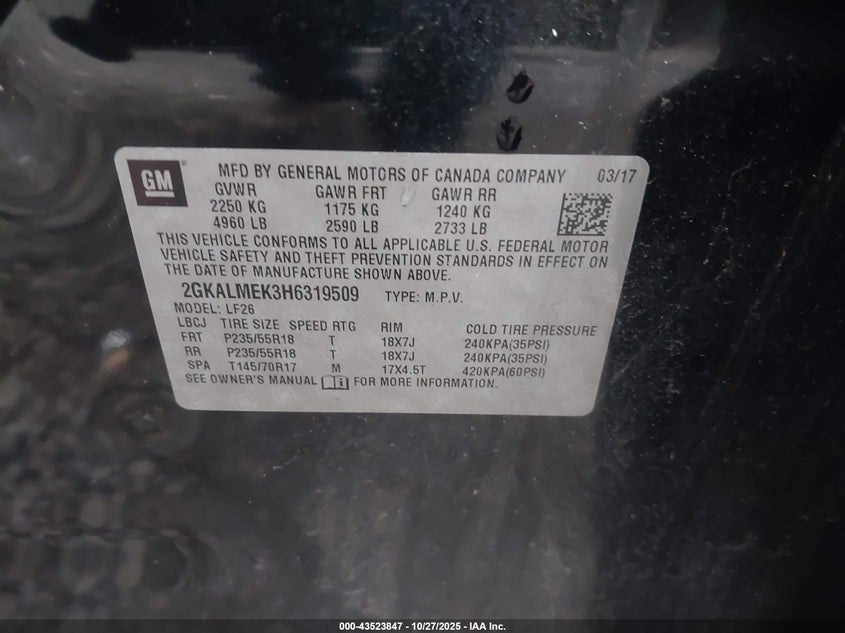 GM
MFD BY GENERAL MOTORS OF CANADA COMPANY 03/17
GVWR GAWR FRT GAWR RR
2250 KG 1175 KG 1240 KG
4960 LB 2590 LB 2733 LB
THIS VEHICLE CONFORMS TO ALL APPLICABLE U.S. FEDERAL MOTOR
VEHICLE SAFETY AND THEFT PREVENTION STANDARDS IN EFFECT ON
THE DATE OF MANUFACTURE SHOWN ABOVE.
2GKALMEK3H6319509 TYPE: M.P.V.
MODEL: LF26
LBCJ TIRE SIZE SPEED RTG RIM COLD TIRE PRESSURE
FRT P235/55R18 T 18X7J 240KPA(35PSI)
RR P235/55R18 T 18X7J 240KPA(35PSI)
SPA T145/70R17 M 17X4.5T 420KPA(60PSI)
SEE OWNER'S MANUAL FOR MORE INFORMATION.
000-43523847 - 10/27/2025 - IAA Inc.